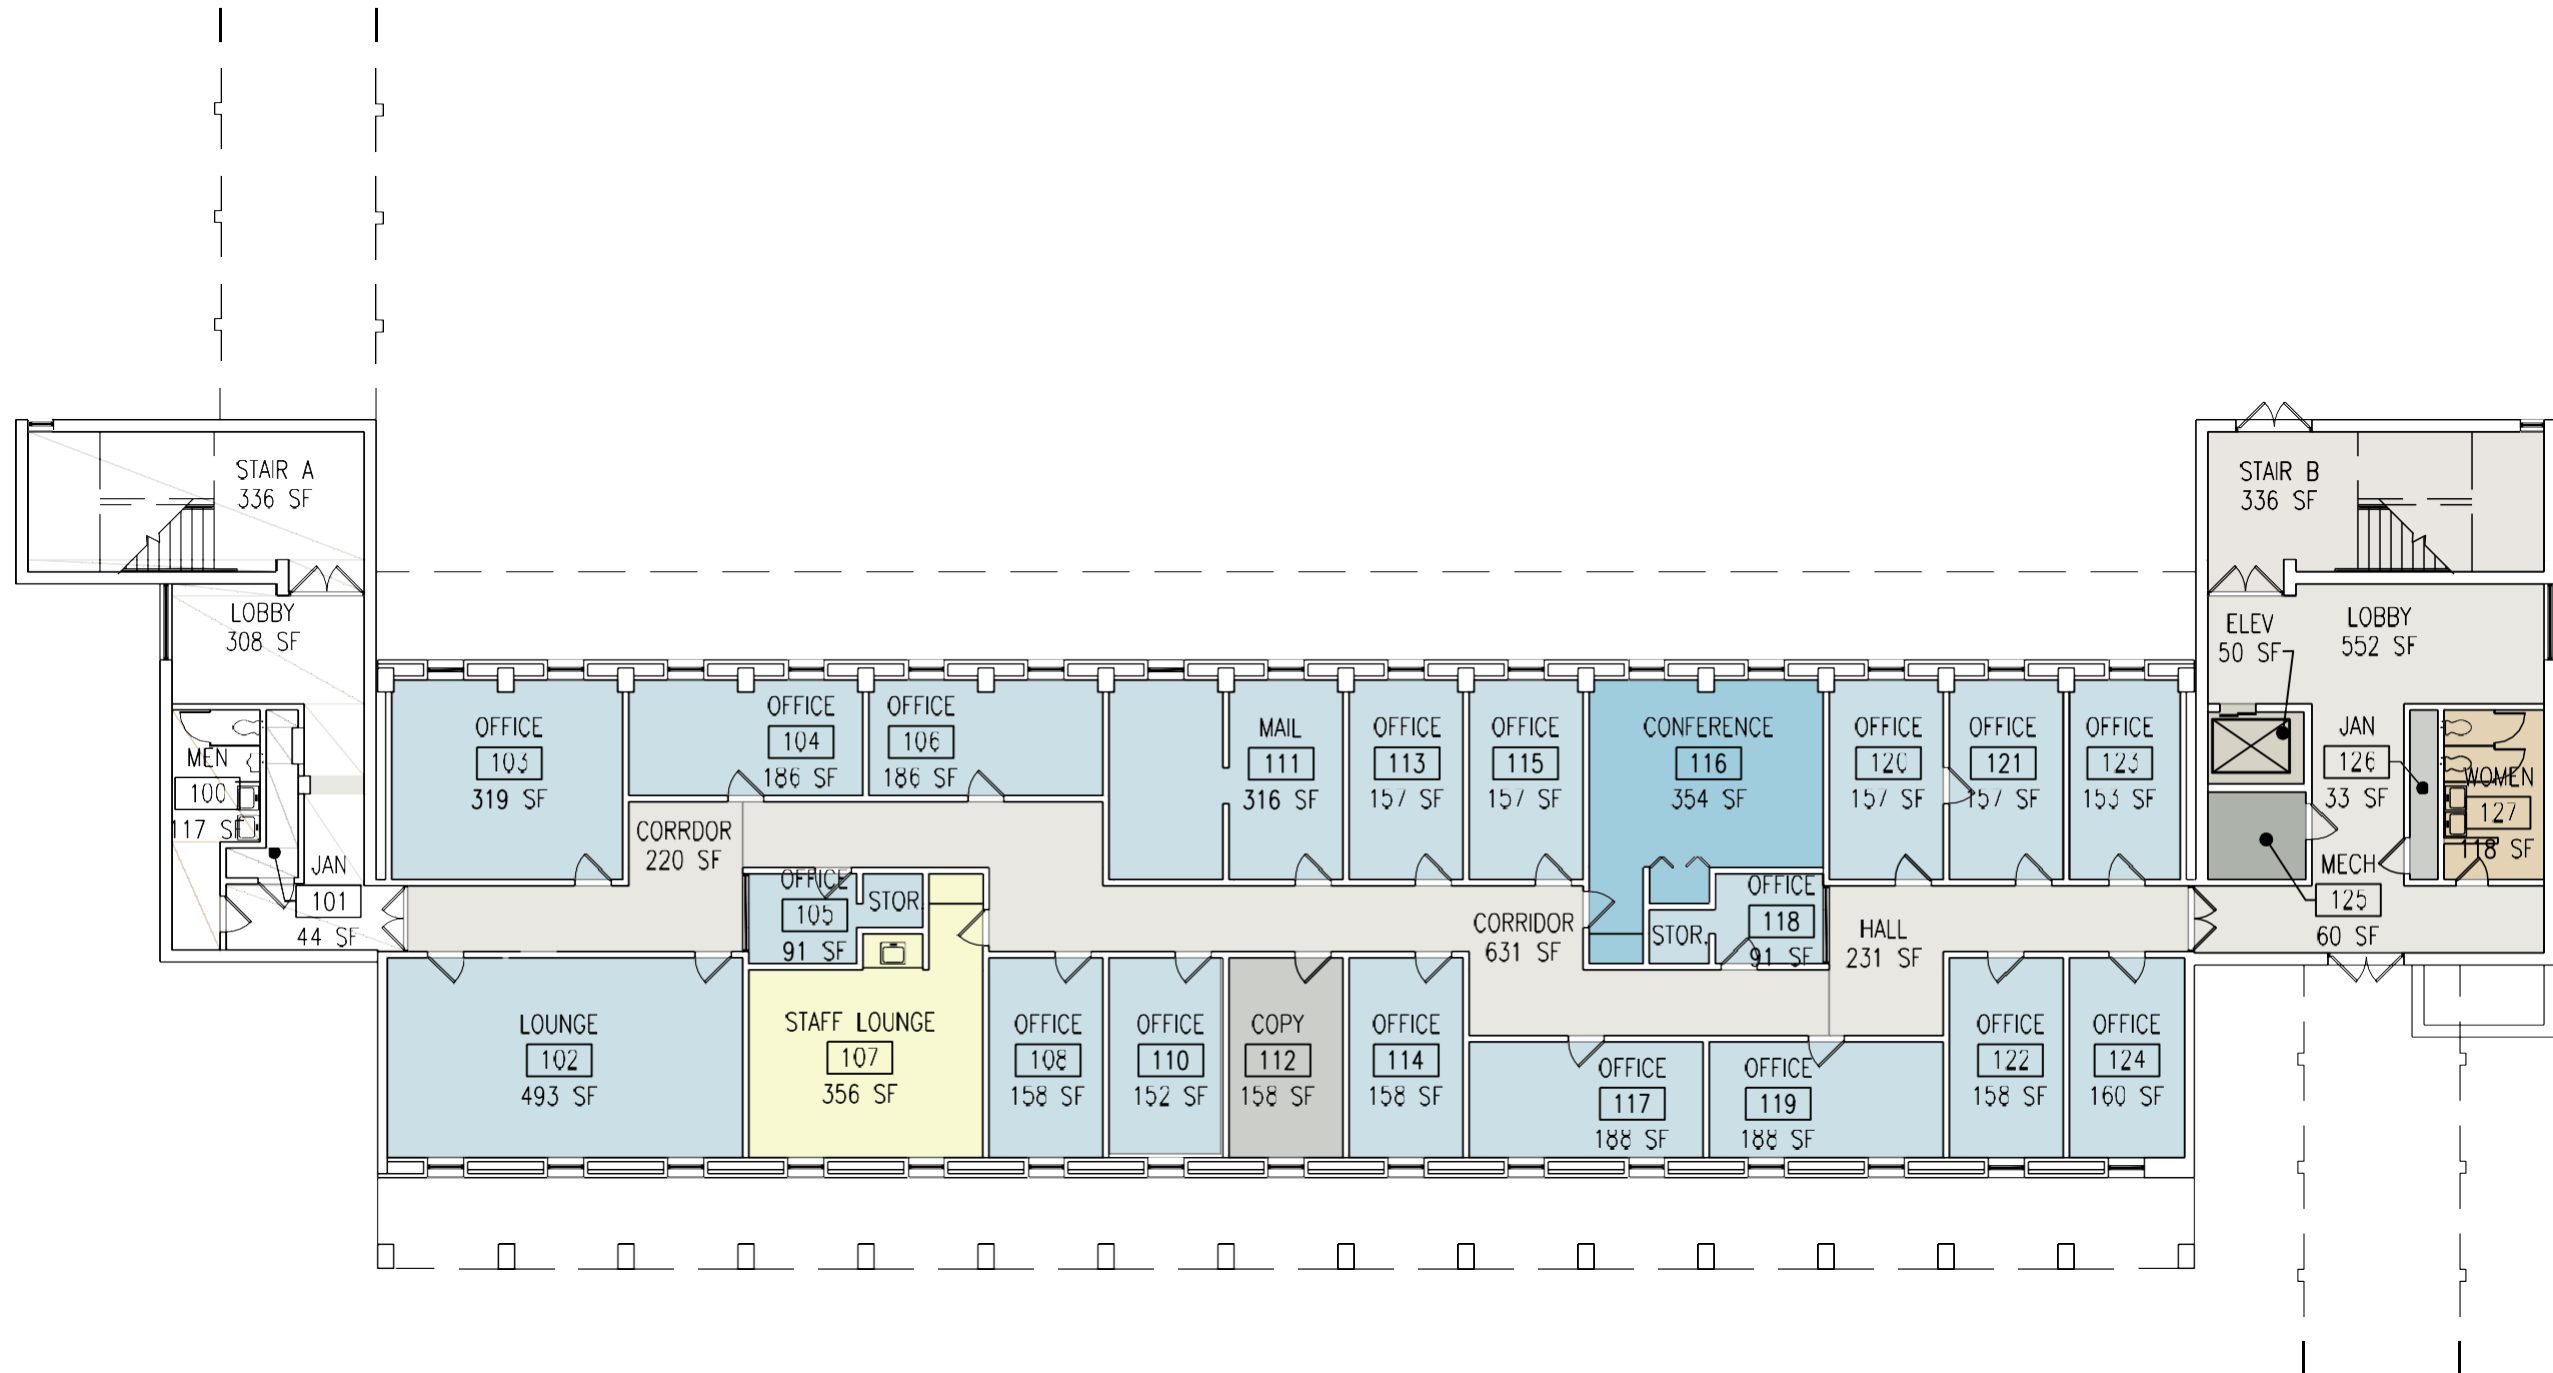 STAIR A
336 SF
LOBBY
308 SF
MEN
100
117 SF
JAN
101
44 SF
OFFICE
103
319 SF
OFFICE
104
186 SF
OFFICE
106
186 SF
CORRDOR
220 SF
OFFICE
105
91 SF
STOR.
LOUNGE
102
493 SF
STAFF LOUNGE
107
356 SF
OFFICE
108
158 SF
OFFICE
110
152 SF
MAIL
111
316 SF
COPY
112
158 SF
OFFICE
113
157 SF
OFFICE
114
158 SF
OFFICE
115
157 SF
CORRIDOR
631 SF
CONFERENCE
116
354 SF
STOR.
OFFICE
118
91 SF
OFFICE
117
188 SF
OFFICE
119
188 SF
HALL
231 SF
OFFICE
120
157 SF
OFFICE
121
157 SF
OFFICE
123
153 SF
OFFICE
122
158 SF
OFFICE
124
160 SF
STAIR B
336 SF
ELEV
50 SF
LOBBY
552 SF
JAN
126
33 SF
WOMEN
127
118 SF
MECH
125
60 SF